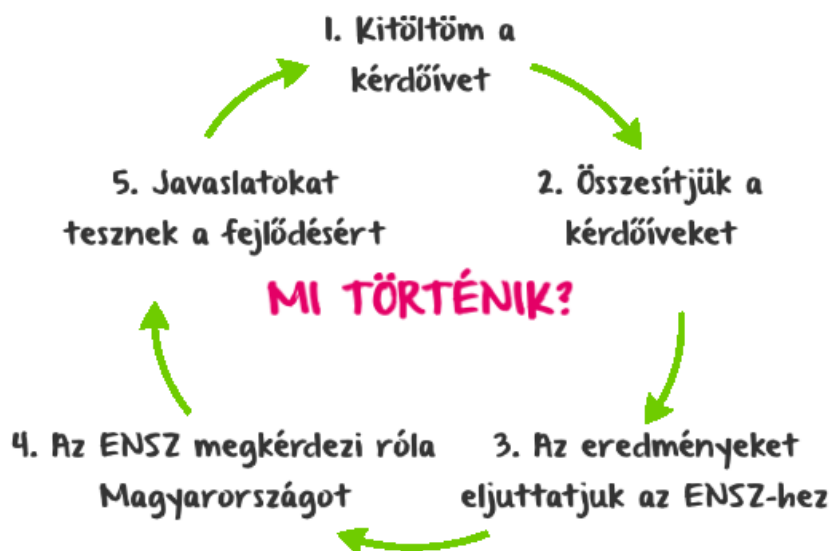 1. Kitöltöm a
kérdőívet
2. Összesítjük a
kérdőíveket
3. Az eredményeket
eljuttatjuk az ENSZ-hez
4. Az ENSZ megkérdezi róla
Magyarországot
5. Javaslatokat
tesznek a fejlődésért
MI TÖRTÉNIK?